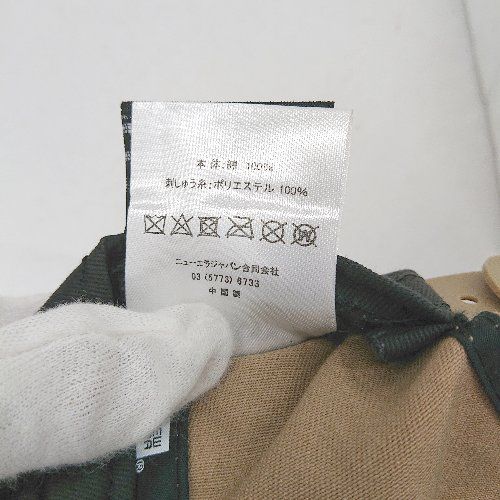 本体:綿 100%
刺しゅう糸:ポリエステル 100%
ニューエラジャパン合同会社
03 (5773) 6733
中国製